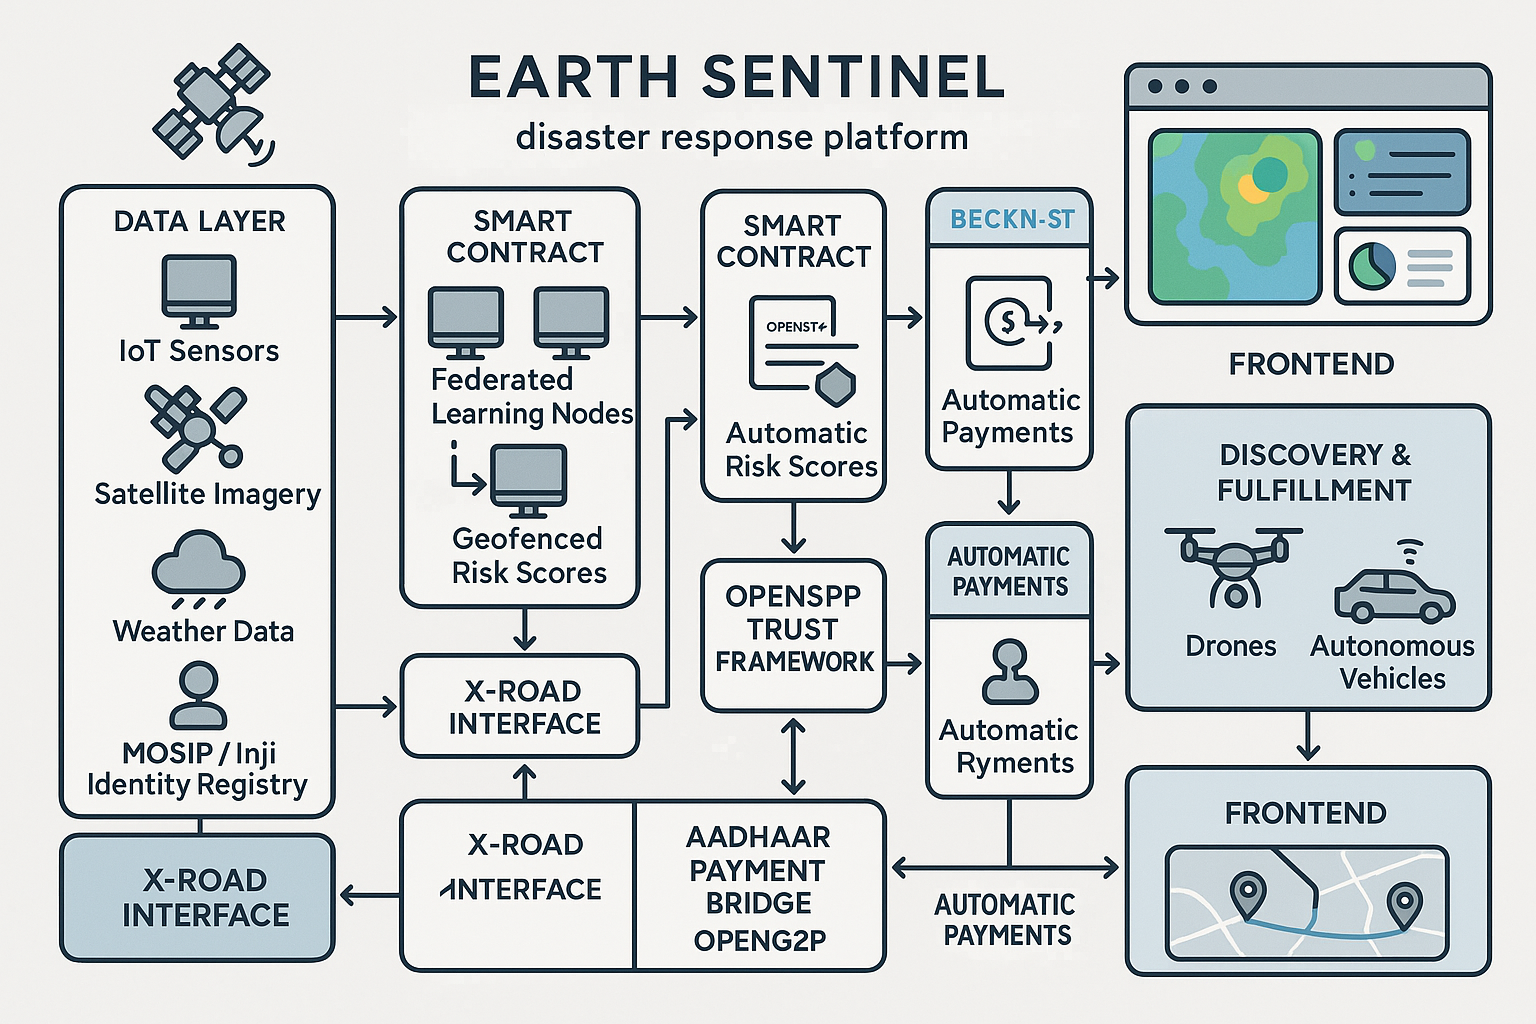 EARTH SENTINEL
disaster response platform
DATA LAYER
IoT Sensors
Satellite Imagery
Weather Data
MOSIP / Inji
Identity Registry
X-ROAD
INTERFACE
SMART
CONTRACT
Federated
Learning Nodes
Geofenced
Risk Scores
X-ROAD
INTERFACE
X-ROAD
INTERFACE
SMART
CONTRACT
Automatic
Risk Scores
OPENSPP
TRUST
FRAMEWORK
AADHAAR
PAYMENT
BRIDGE
OPENG2P
BECKN-ST
$
Automatic
Payments
AUTOMATIC
PAYMENTS
Automatic
Ryments
AUTOMATIC
PAYMENTS
FRONTEND
DISCOVERY &
FULFILLMENT
Drones
Autonomous
Vehicles
FRONTEND